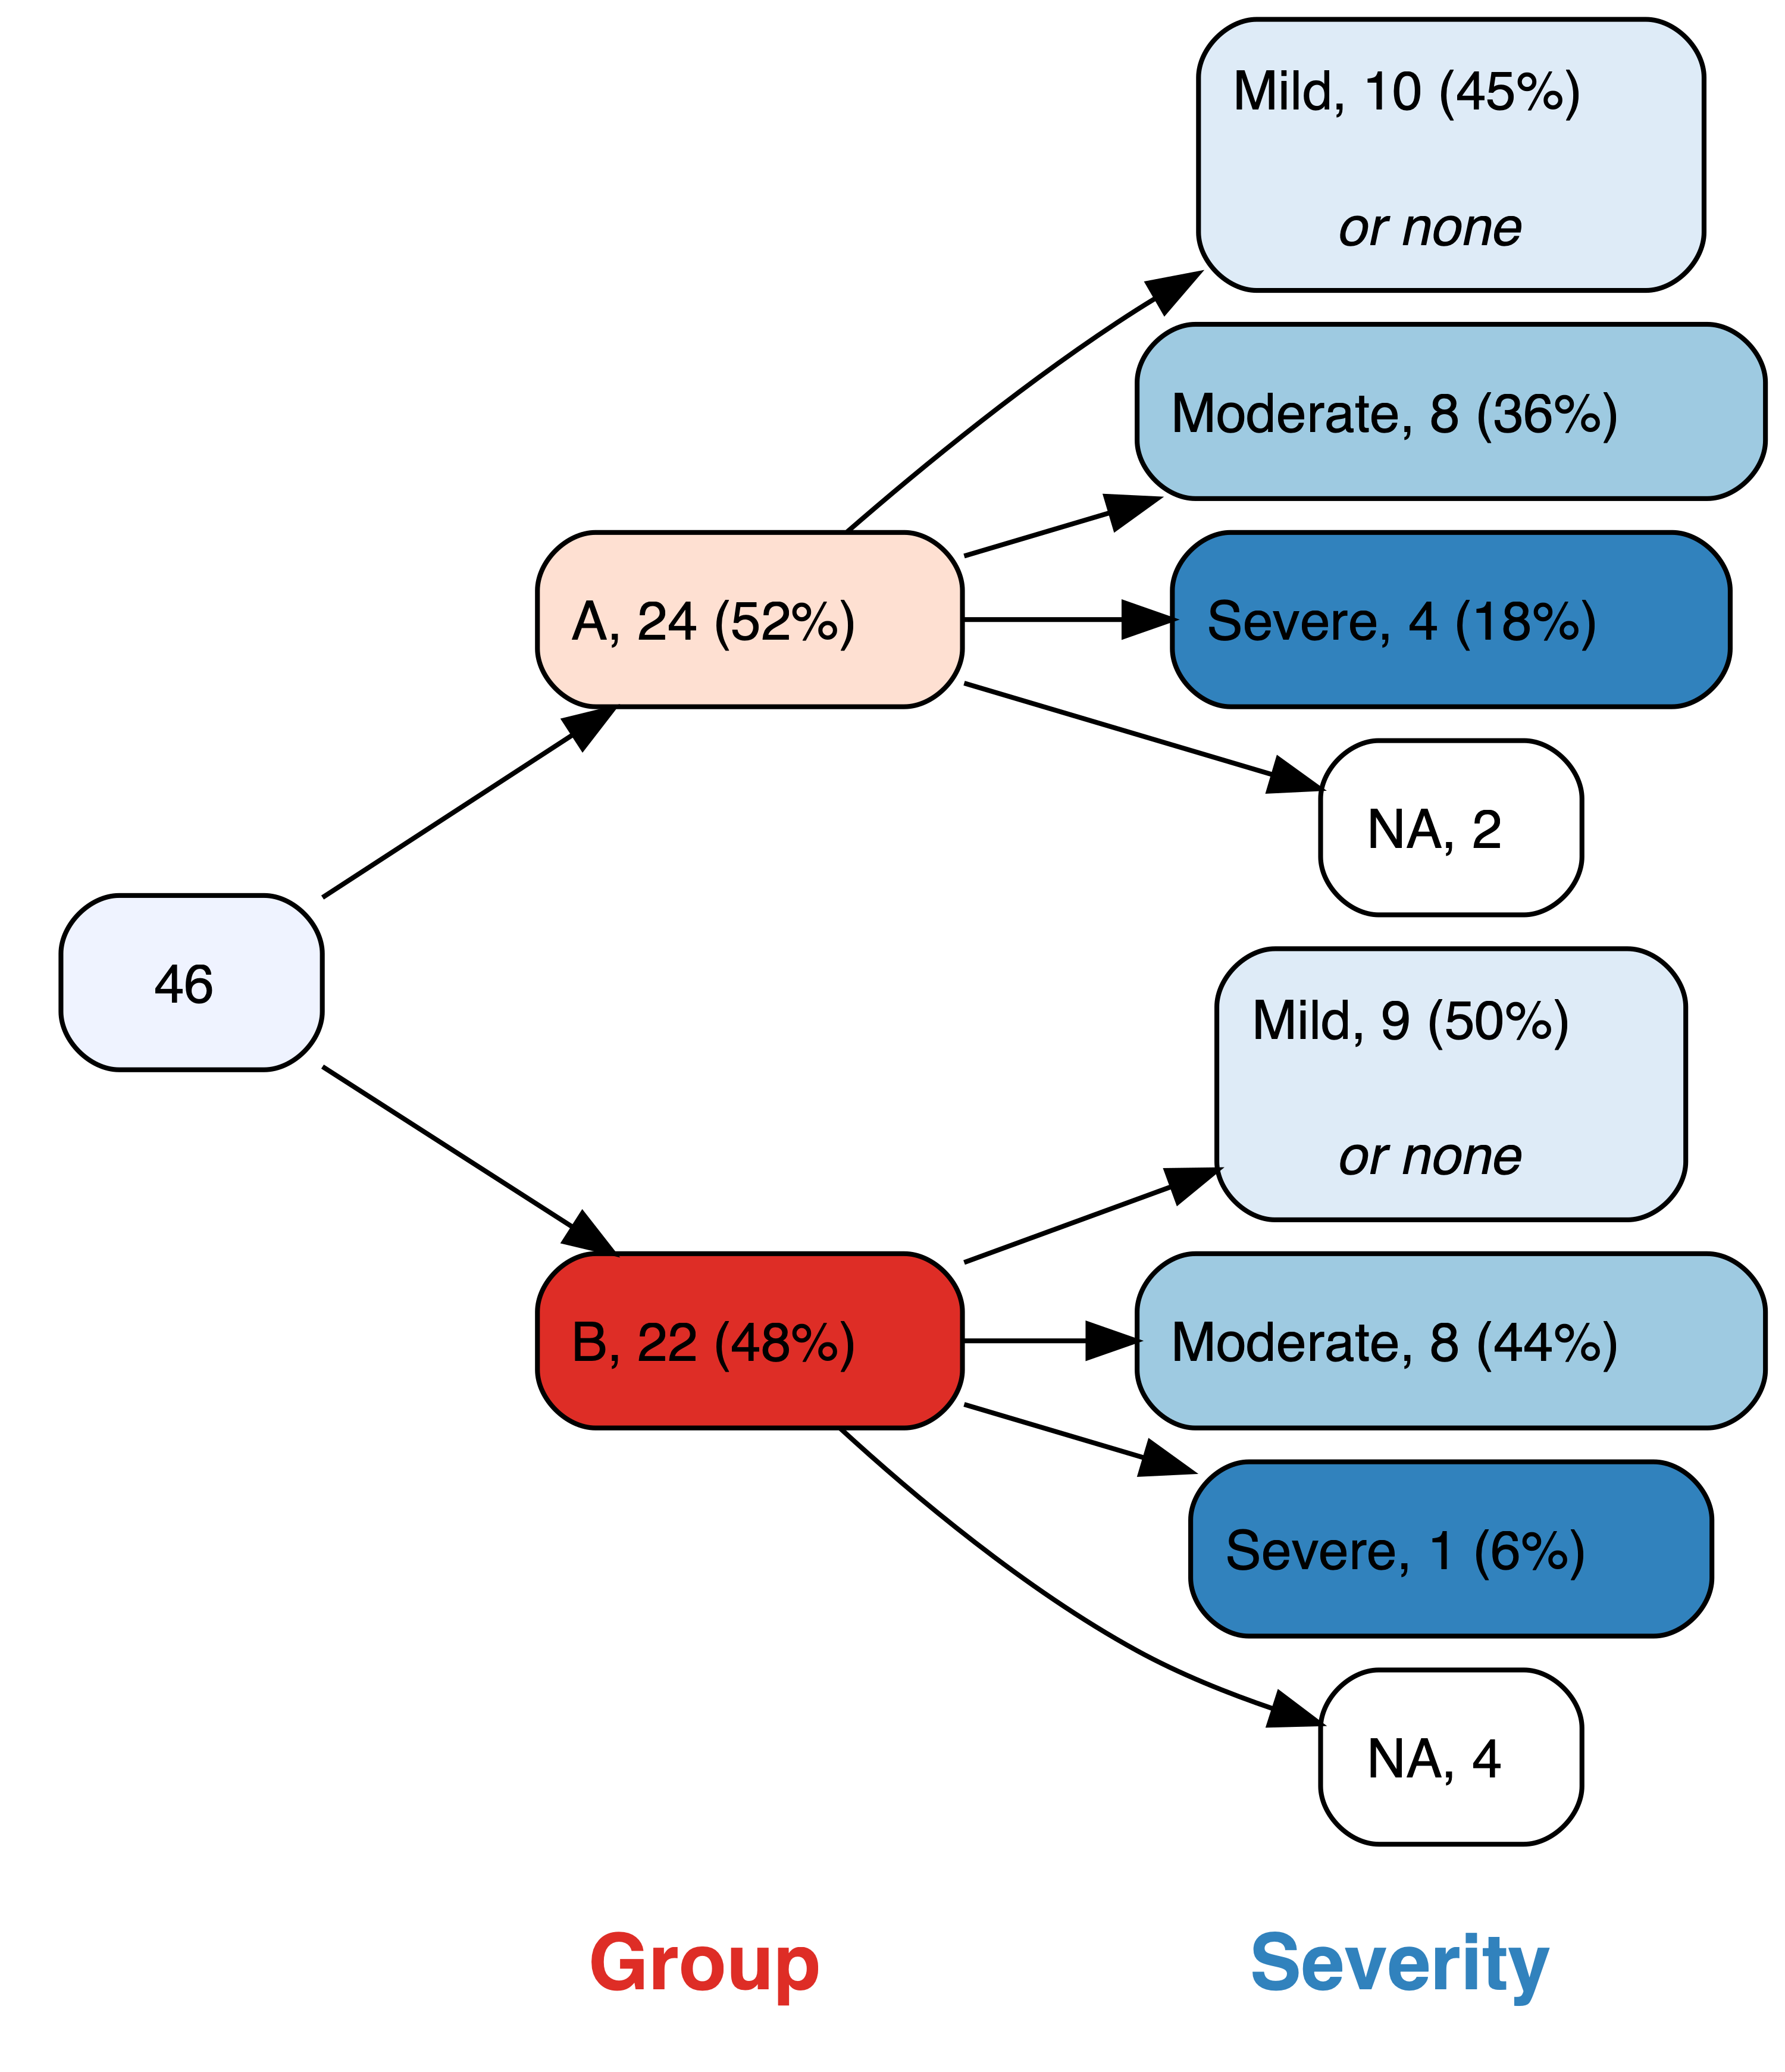 Mild, 10 (45%)
or none
Moderate, 8 (36%)
A, 24 (52%)
Severe, 4 (18%)
NA, 2
46
Mild, 9 (50%)
or none
B, 22 (48%)
Moderate, 8 (44%)
Severe, 1 (6%)
NA, 4
Group
Severity